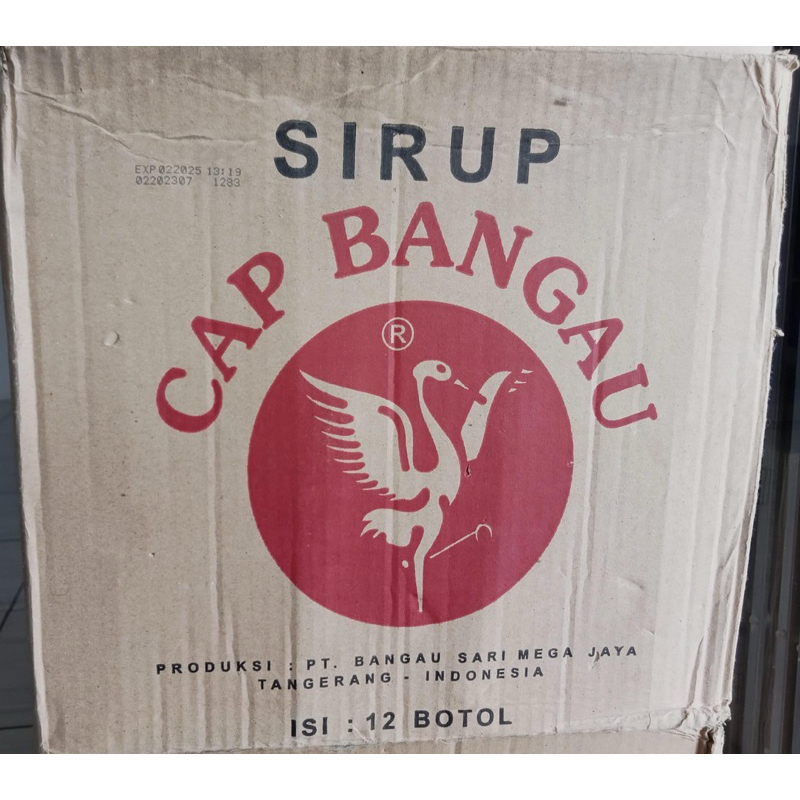 SIRUP
EXP 022025 13:19
02202307 1283
CAP BANGAU
®
PRODUKSI : PT. BANGAU SARI MEGA JAYA
TANGERANG - INDONESIA
ISI : 12 BOTOL